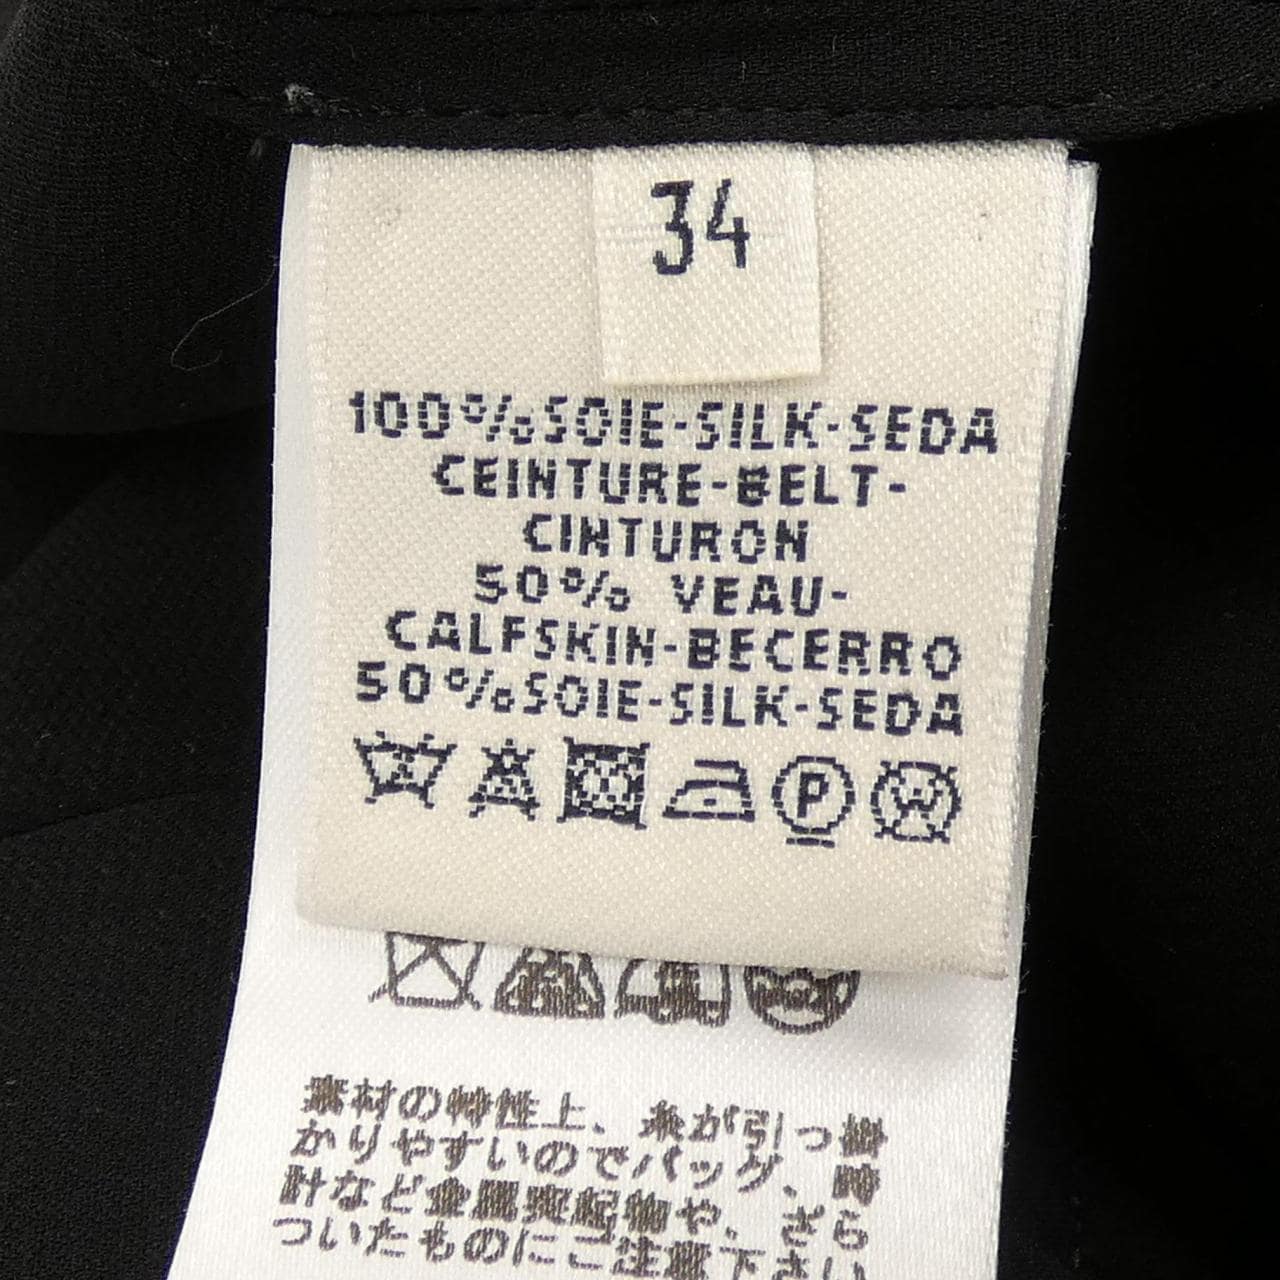 34
100%SOIE-SILK-SEDA
CEINTURE-BELT-
CINTURON
50% VEAU-
CALFSKIN-BECERRO
50%SOIE-SILK-SEDA
P W
素材の特性上、糸が引っ掛
かりやすいのでバッグ、時
計など金属突起物や、ざら
ついたものにご注意下さい